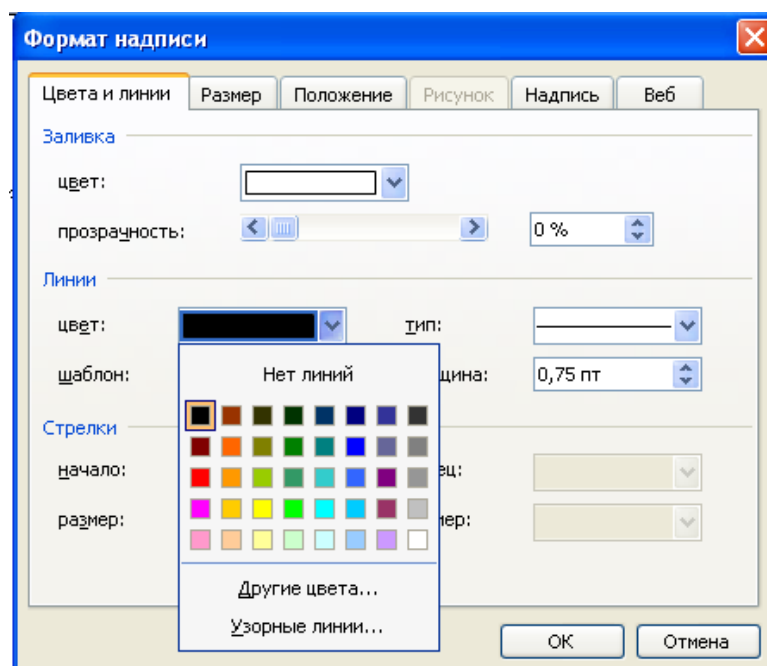 Формат надписи
Цвета и линии Размер Положение Рисунок Надпись Веб
Заливка
цвет:
прозрачность: 0 %
Линии
цвет: тип:
шаблон: щина: 0,75 пт
Нет линий
Стрелки
начало: ец:
размер: мер:
Другие цвета...
Узорные линии...
ОК Отмена